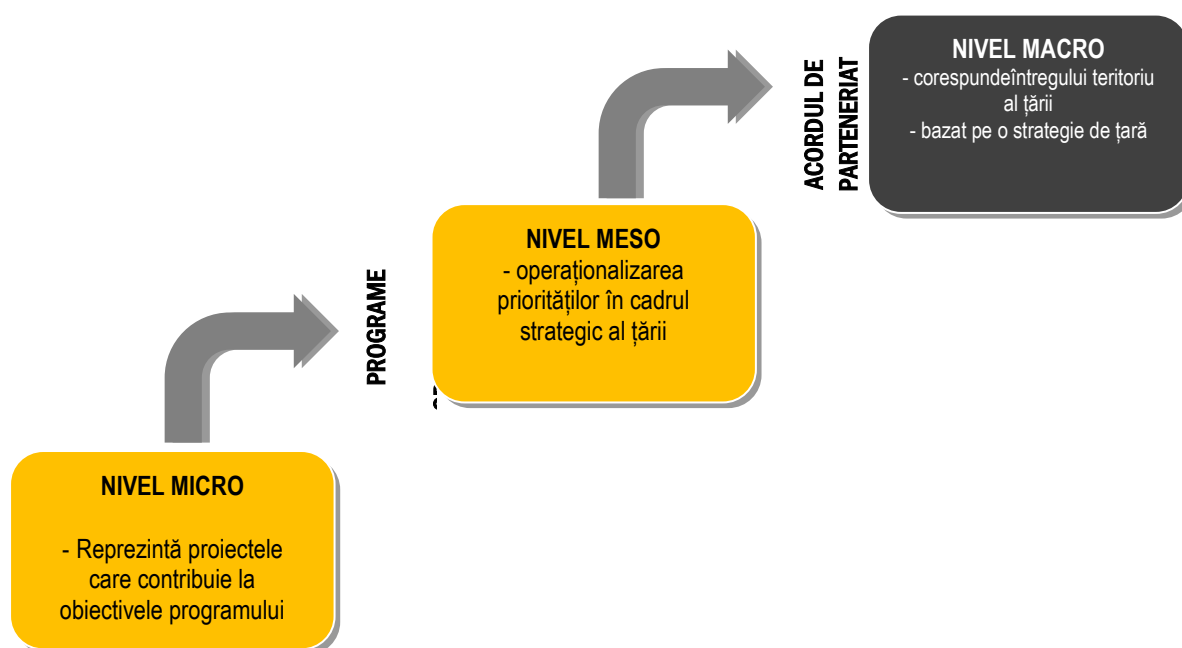 NIVEL MACRO
- corespundeîntregului teritoriu
al țării
- bazat pe o strategie de țară
ACORDUL DE
PARTENERIAT
NIVEL MESO
- operaționalizarea
priorităților în cadrul
strategic al țării
PROGRAME
NIVEL MICRO
- Reprezintă proiectele
care contribuie la
obiectivele programului